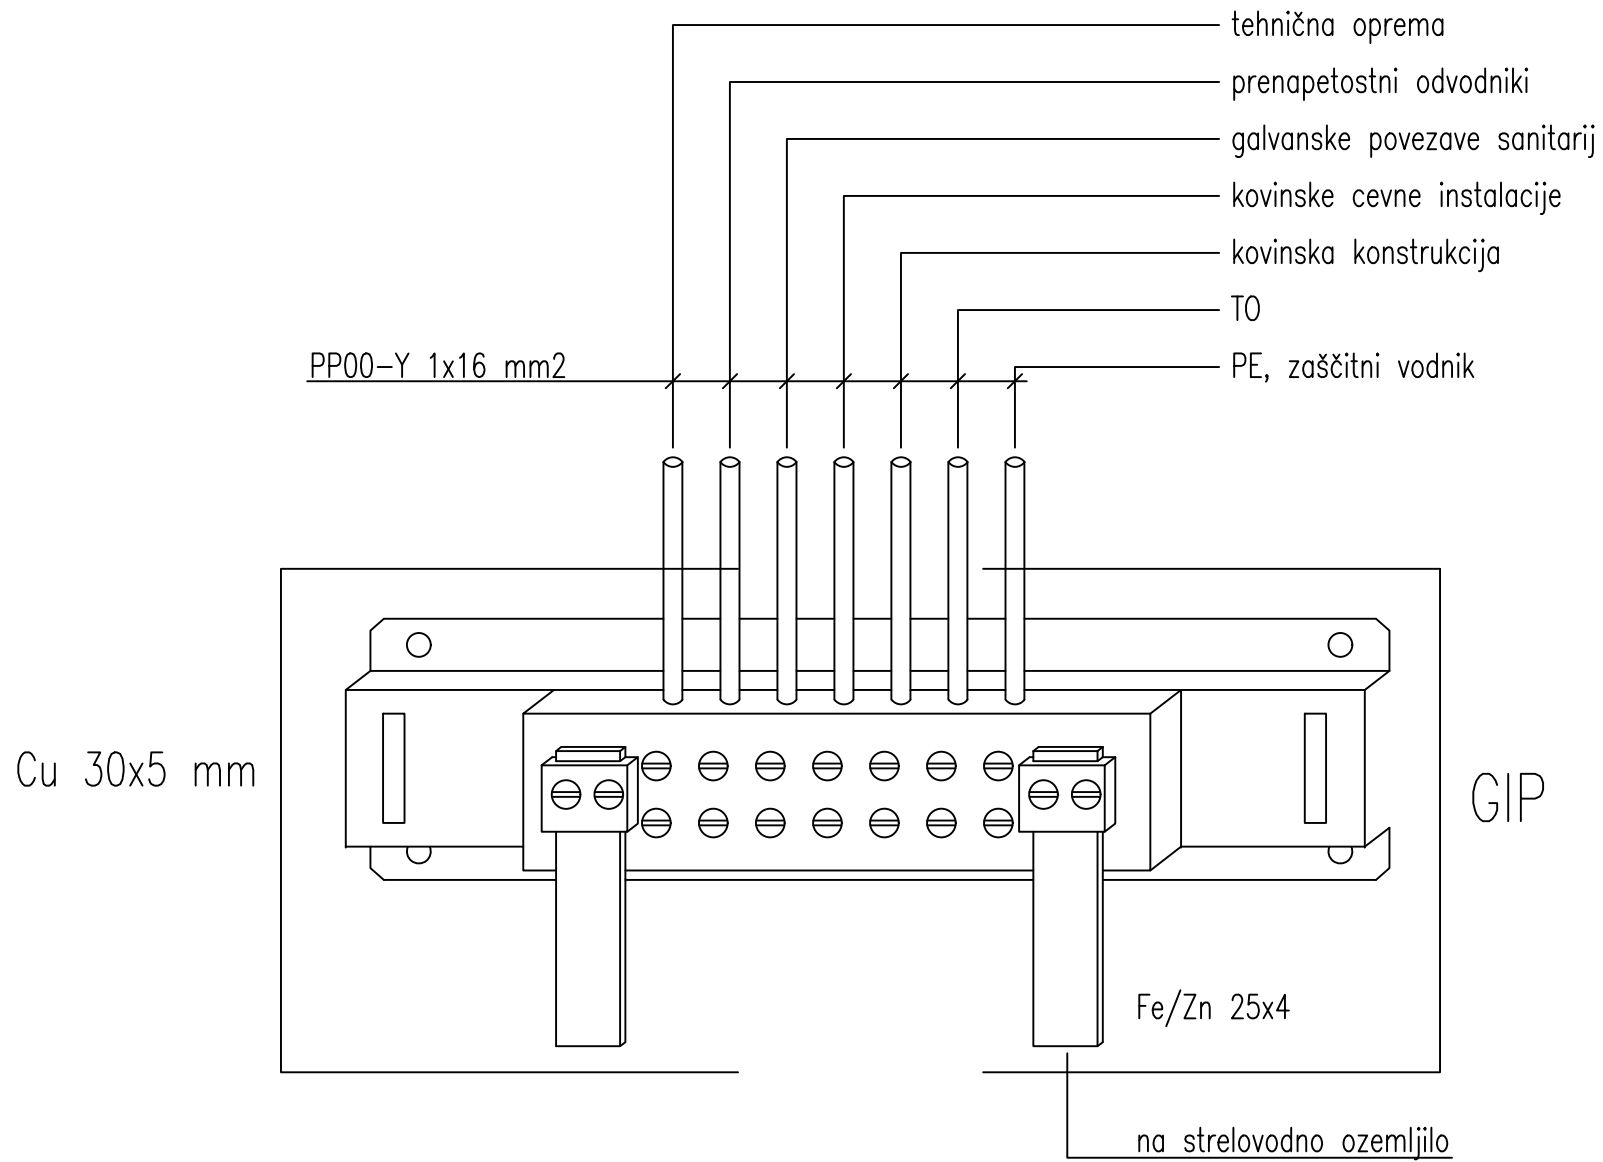 tehnična oprema
prenapetostni odvodniki
galvanske povezave sanitarij
kovinske cevne instalacije
kovinska konstrukcija
TO
PP00-Y 1x16 mm2
PE, zaščitni vodnik
Cu 30x5 mm
GIP
Fe/Zn 25x4
na strelovodno ozemljilo